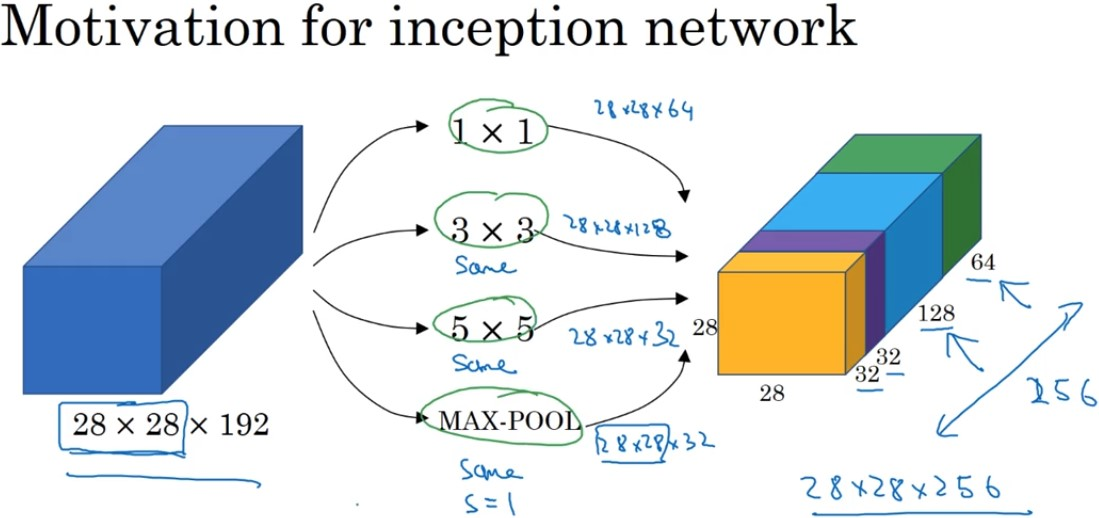 Motivation for inception network
1 × 1
28×28×64
3 × 3
Same
28×28×128
5 × 5
Same
28×28×32
MAX-POOL
28×28×32
Same
S=1
28 × 28 × 192
28
28
32
32
128
64
256
28×28×256